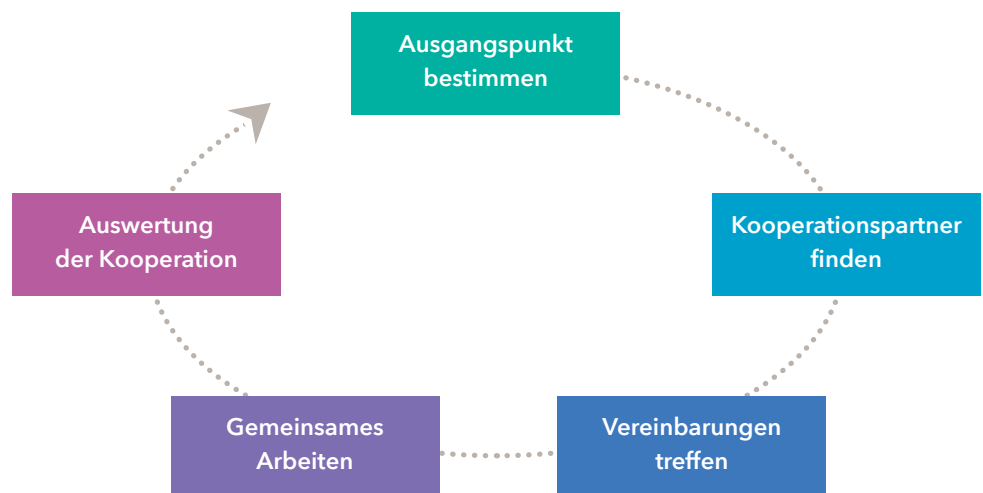 Ausgangspunkt
bestimmen
Kooperationspartner
finden
Vereinbarungen
treffen
Gemeinsames
Arbeiten
Auswertung
der Kooperation